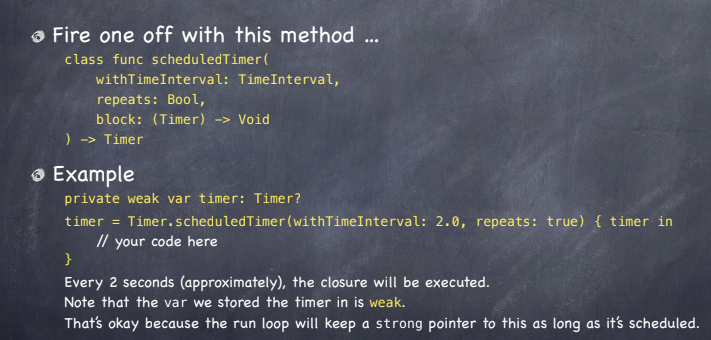 Fire one off with this method ...
class func scheduledTimer(
withTimeInterval: TimeInterval,
repeats: Bool,
block: (Timer) -> Void
) -> Timer
Example
private weak var timer: Timer?
timer = Timer.scheduledTimer(withTimeInterval: 2.0, repeats: true) { timer in
// your code here
}
Every 2 seconds (approximately), the closure will be executed.
Note that the var we stored the timer in is weak.
That's okay because the run loop will keep a strong pointer to this as long as it's scheduled.